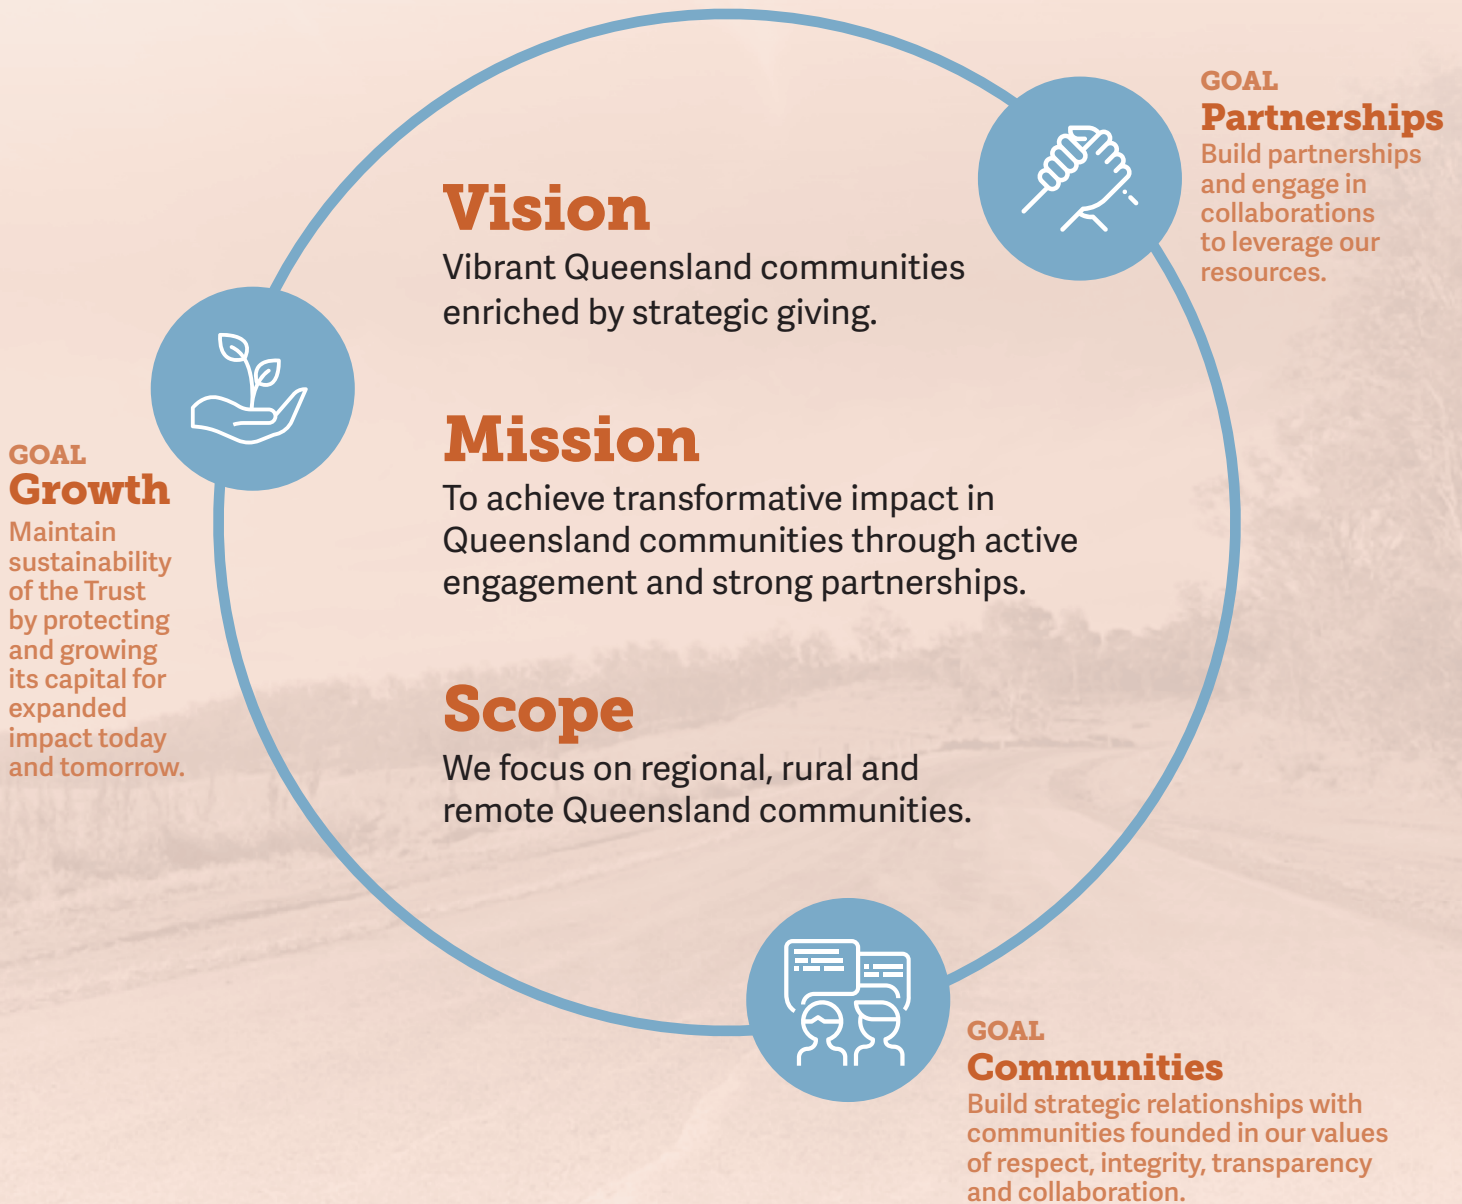 Vision
Vibrant Queensland communities
enriched by strategic giving.
Mission
To achieve transformative impact in
Queensland communities through active
engagement and strong partnerships.
Scope
We focus on regional, rural and
remote Queensland communities.
GOAL
Partnerships
Build partnerships
and engage in
collaborations
to leverage our
resources.
GOAL
Growth
Maintain
sustainability
of the Trust
by protecting
and growing
its capital for
expanded
impact today
and tomorrow.
GOAL
Communities
Build strategic relationships with
communities founded in our values
of respect, integrity, transparency
and collaboration.